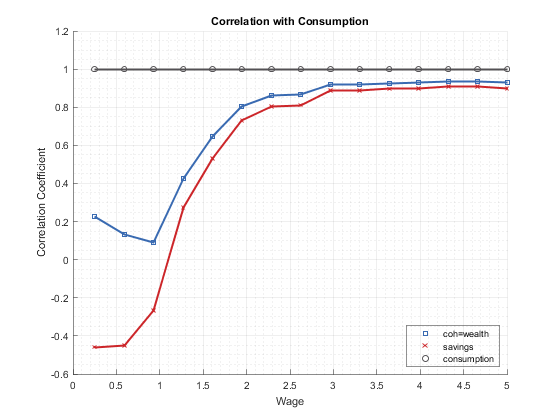 Correlation with Consumption
1.2
1
0.8
0.6
0.4
0.2
0
-0.2
-0.4
-0.6
Correlation Coefficient
0 0.5 1 1.5 2 2.5 3 3.5 4 4.5 5
Wage
coh=wealth
savings
consumption